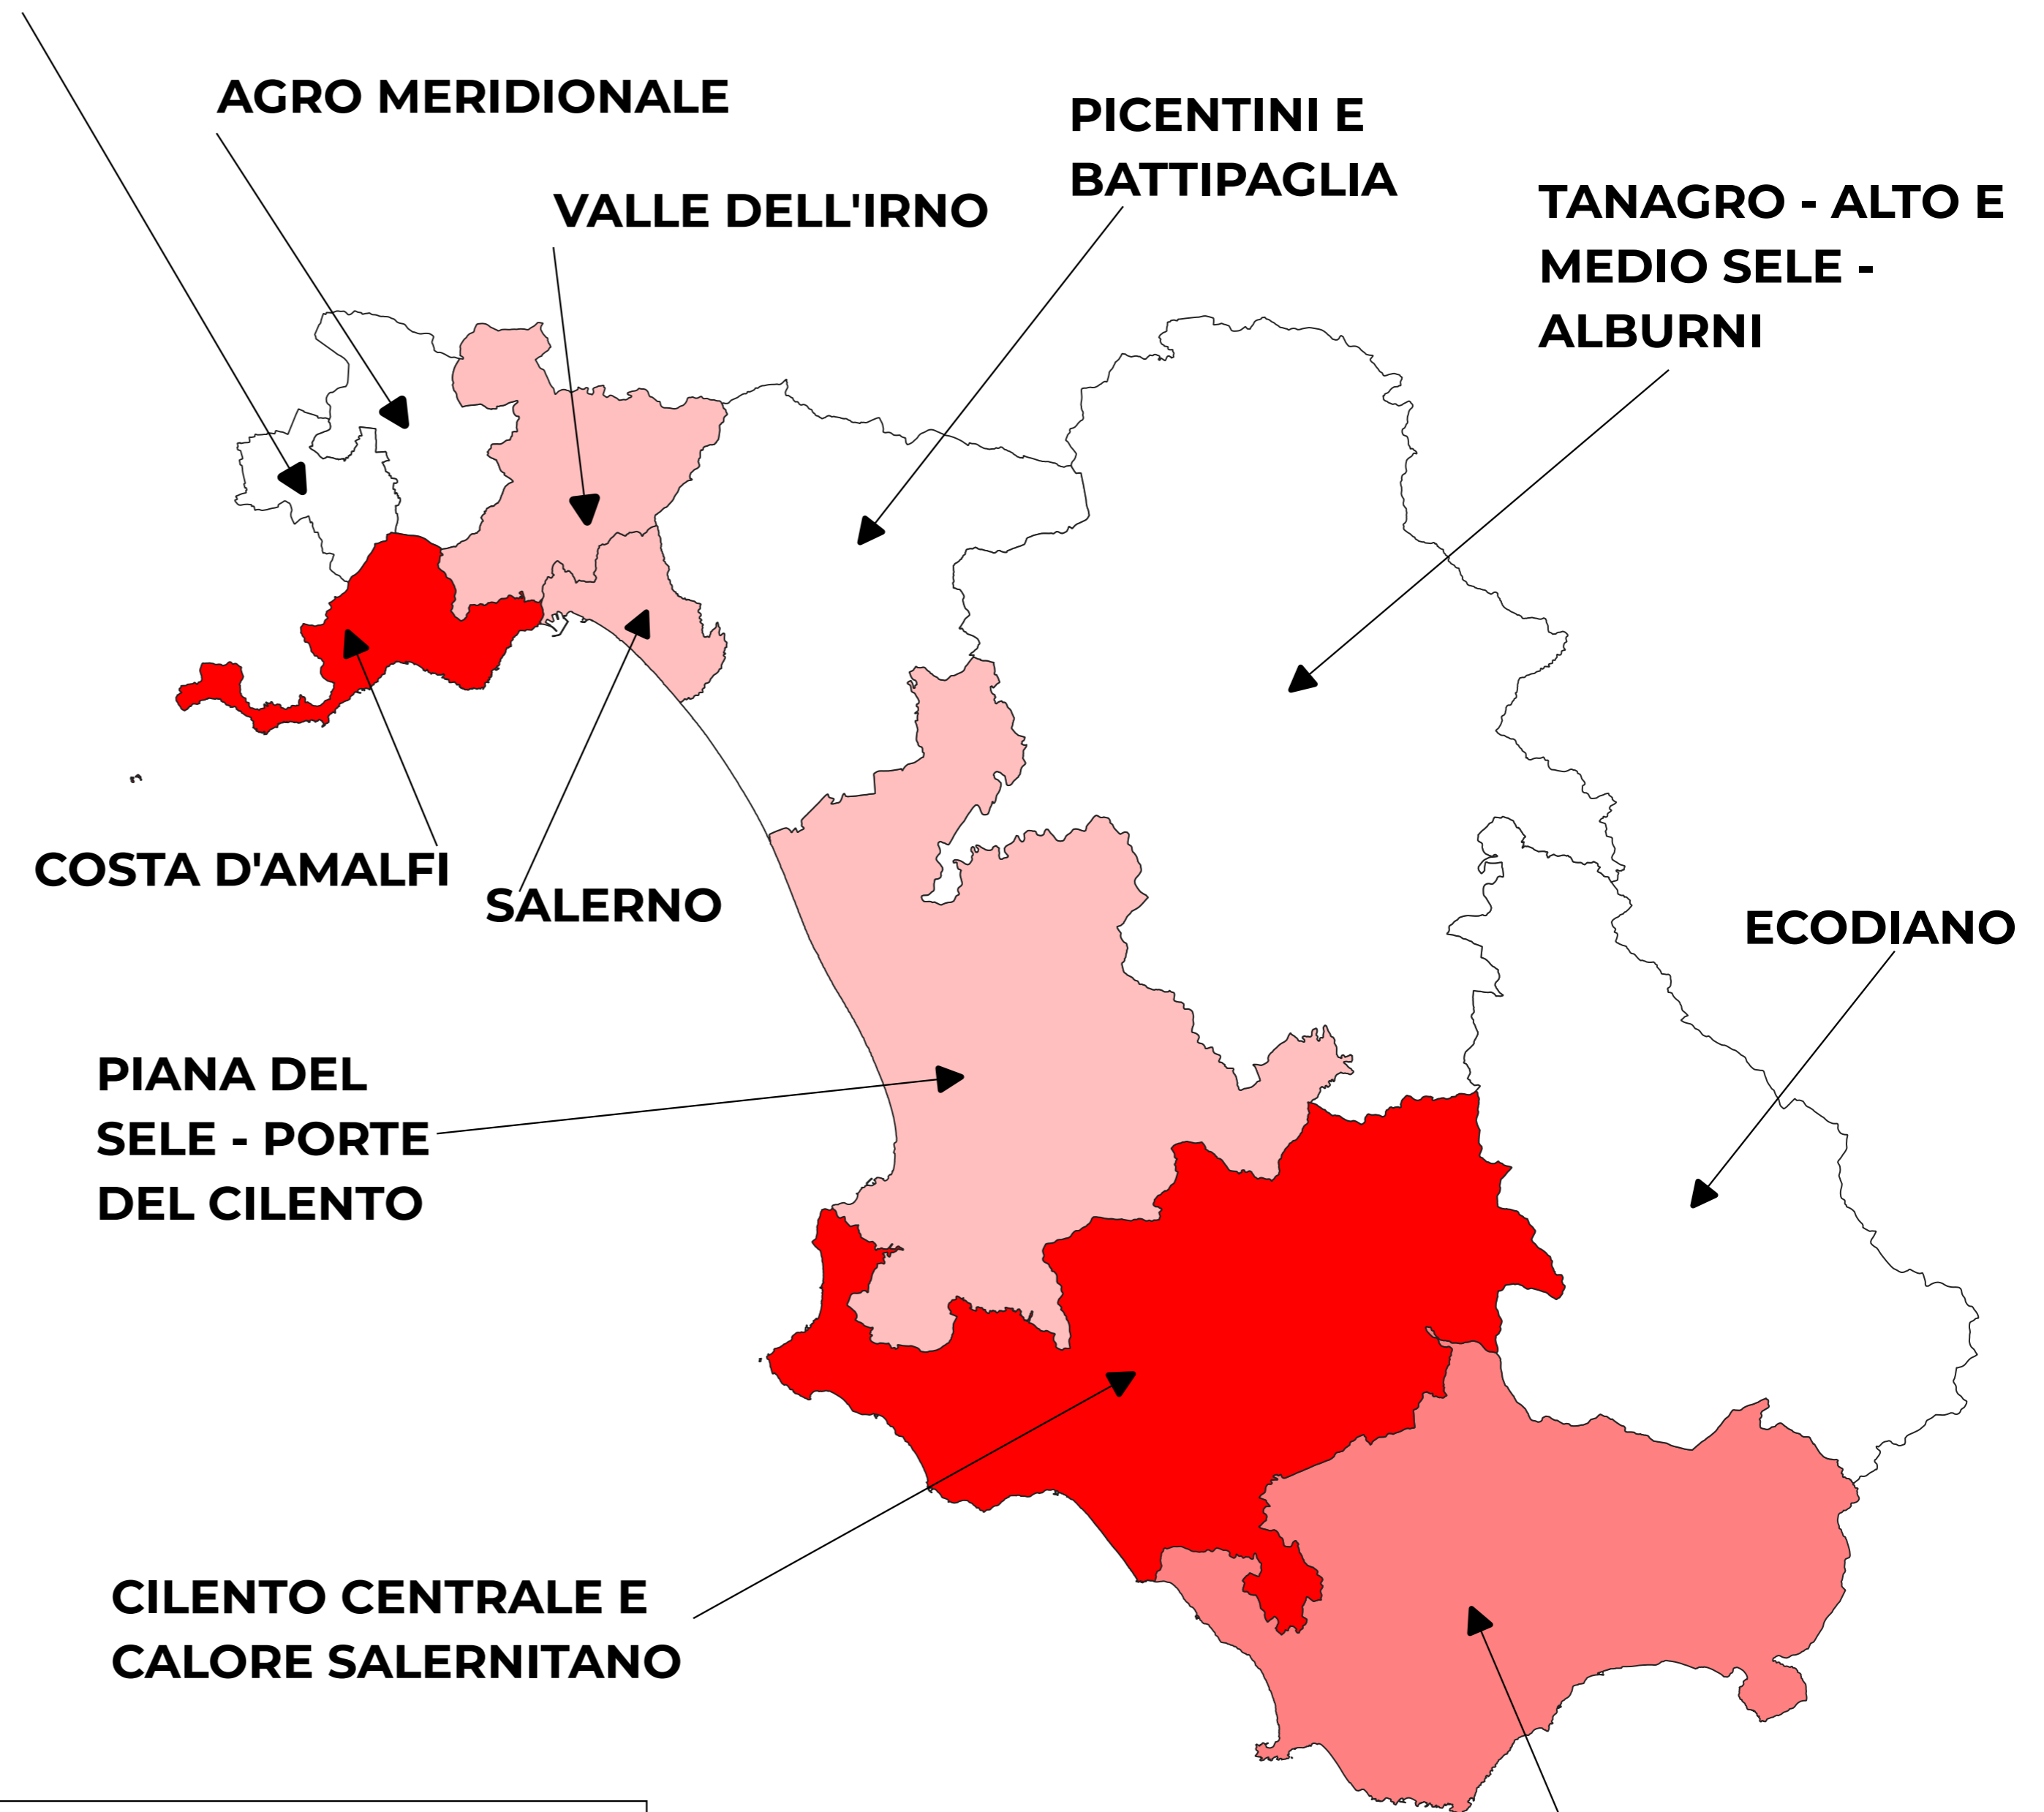 AGRO MERIDIONALE
PICENTINI E
BATTIPAGLIA
VALLE DELL'IRNO
TANAGRO - ALTO E
MEDIO SELE -
ALBURNI
COSTA D'AMALFI
SALERNO
ECODIANO
PIANA DEL
SELE - PORTE
DEL CILENTO
CILENTO CENTRALE E
CALORE SALERNITANO